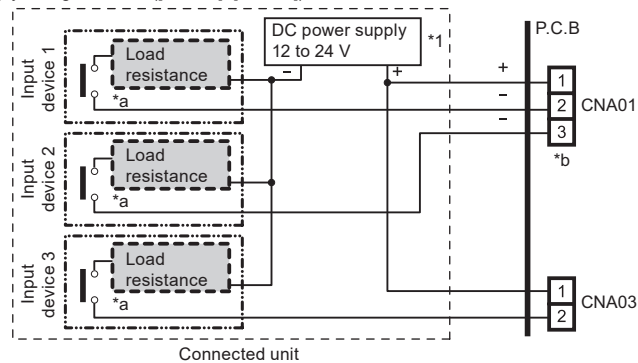 DC power supply
12 to 24 V
*1
P.C.B
Input
device 1
Load
resistance
*a
–
+
+
–
–
1
2
3
CNA01
*b
Input
device 2
Load
resistance
*a
Input
device 3
Load
resistance
*a
1
2
CNA03
Connected unit